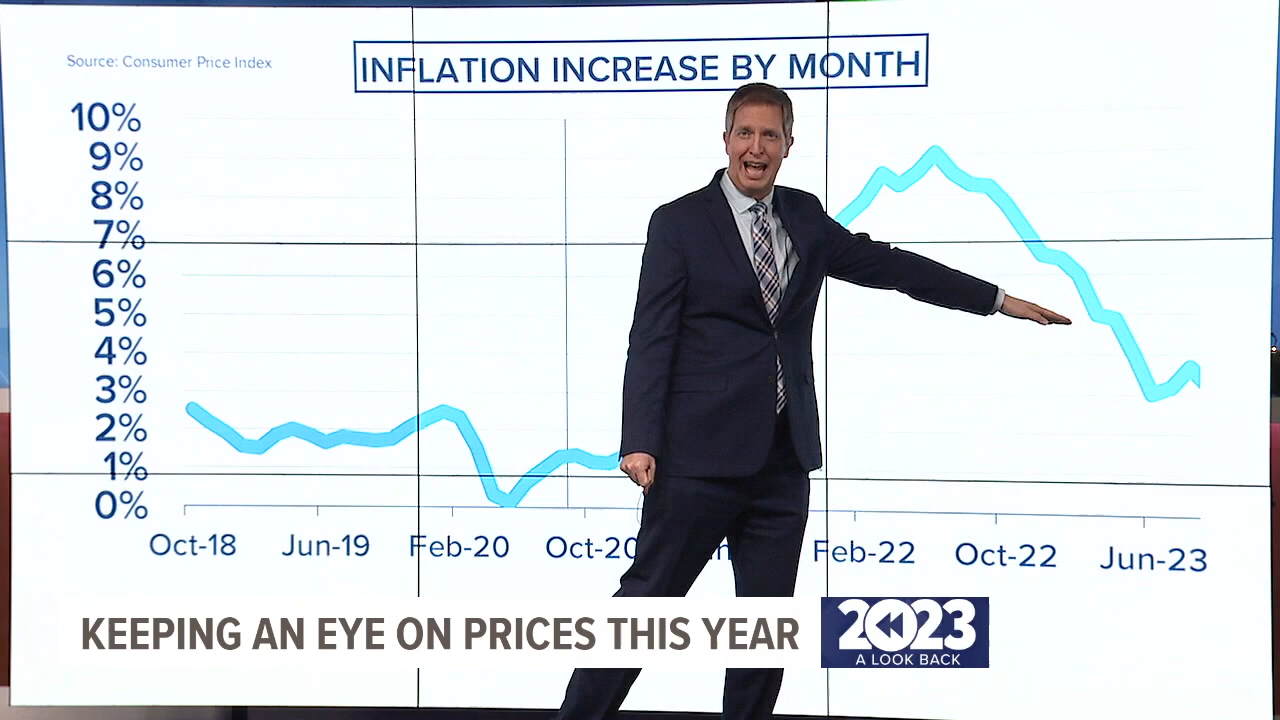 Source: Consumer Price Index
INFLATION INCREASE BY MONTH
10%
9%
8%
7%
6%
5%
4%
3%
2%
1%
0%
Oct-18 Jun-19 Feb-20 Oct-20 Feb-22 Oct-22 Jun-23
KEEPING AN EYE ON PRICES THIS YEAR
2023
A LOOK BACK